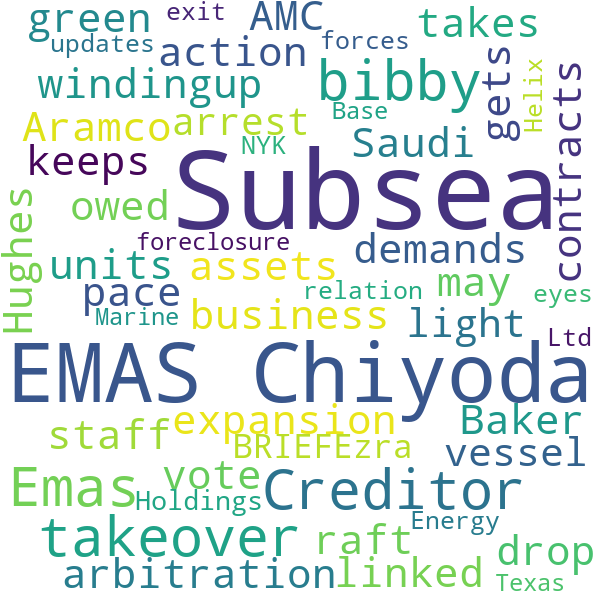 green
exit
AMC
takes
updates
action
forces
windingup
bibby
gets
Helix
contracts
Base
Aramco
arrest
NYK
Saudi
keeps
Subsea
Hughes
owed
foreclosure
demands
units
assets
pace
relation
may
eyes
Marine
business
light
Ltd
EMAS Chiyoda
expansion
Baker
staff
BRIEFEzra
vessel
Emas
vote
Creditor
Holdings
Energy
takeover
raft
drop
arbitration
linked
Texas